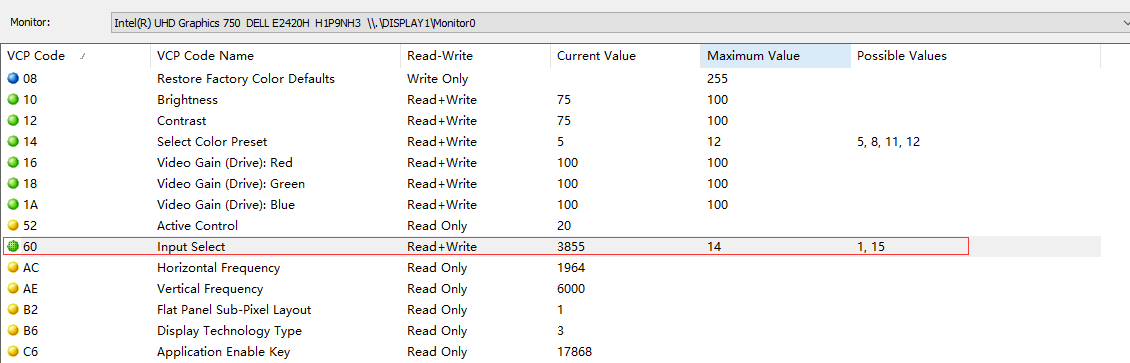 Monitor: Intel(R) UHD Graphics 750 DELL E2420H H1P9NH3 \\.\DISPLAY1\Monitor0
VCP Code VCP Code Name Read-Write Current Value Maximum Value Possible Values
08 Restore Factory Color Defaults Write Only 255
10 Brightness Read+Write 75 100
12 Contrast Read+Write 75 100
14 Select Color Preset Read+Write 5 12 5, 8, 11, 12
16 Video Gain (Drive): Red Read+Write 100 100
18 Video Gain (Drive): Green Read+Write 100 100
1A Video Gain (Drive): Blue Read+Write 100 100
52 Active Control Read Only 20
60 Input Select Read+Write 3855 14 1, 15
AC Horizontal Frequency Read Only 1964
AE Vertical Frequency Read Only 6000
B2 Flat Panel Sub-Pixel Layout Read Only 1
B6 Display Technology Type Read Only 3
C6 Application Enable Key Read Only 17868